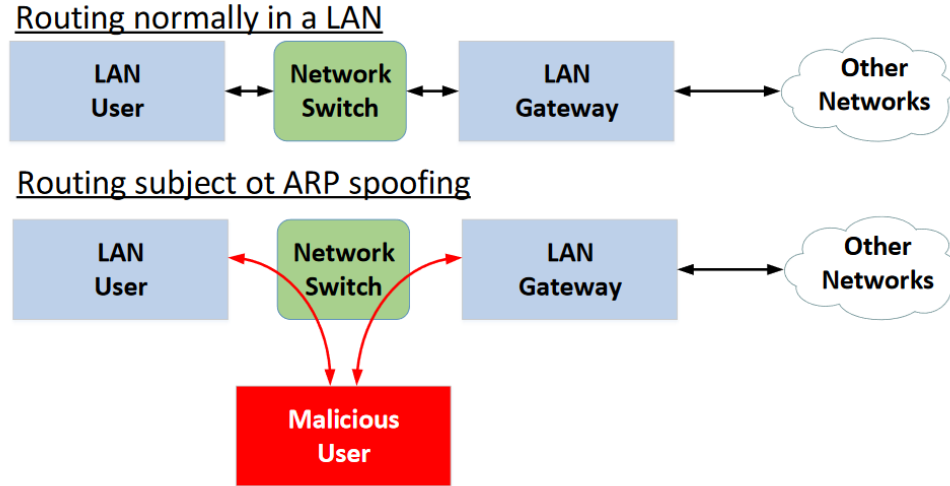 Routing normally in a LAN
LAN
User
Network
Switch
LAN
Gateway
Other
Networks
Routing subject ot ARP spoofing
LAN
User
Network
Switch
LAN
Gateway
Other
Networks
Malicious
User